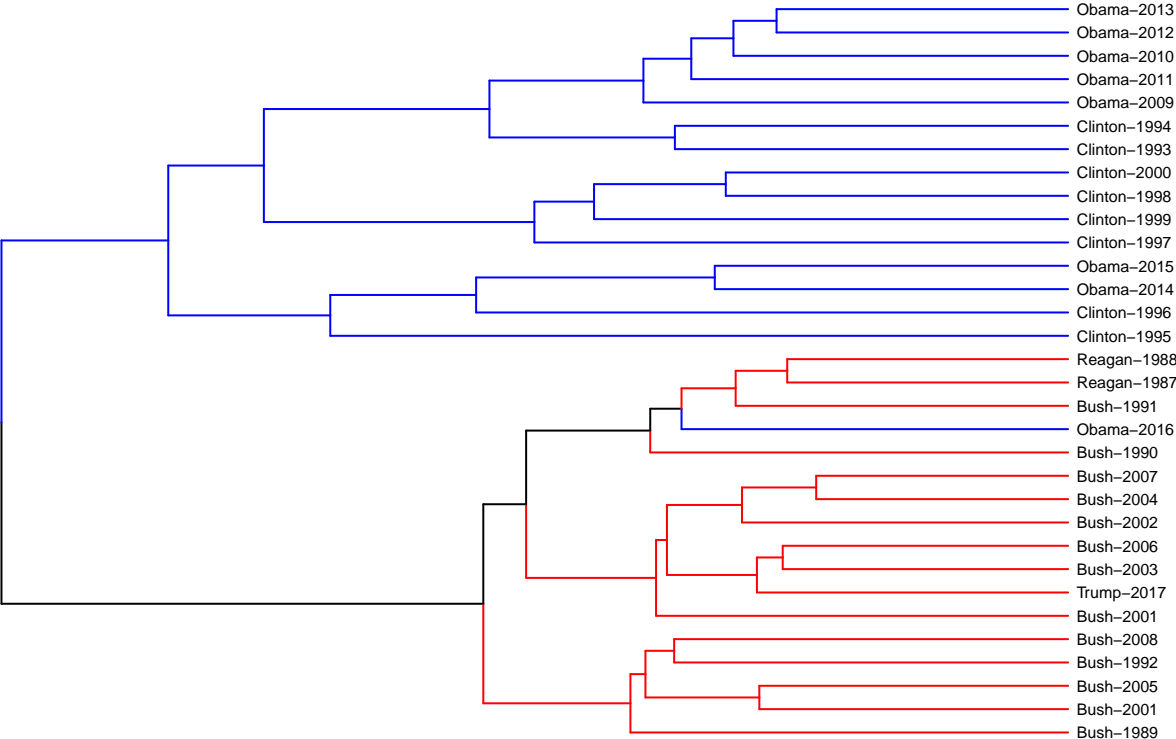 Obama−2013
Obama−2012
Obama−2010
Obama−2011
Obama−2009
Clinton−1994
Clinton−1993
Clinton−2000
Clinton−1998
Clinton−1999
Clinton−1997
Obama−2015
Obama−2014
Clinton−1996
Clinton−1995
Reagan−1988
Reagan−1987
Bush−1991
Obama−2016
Bush−1990
Bush−2007
Bush−2004
Bush−2002
Bush−2006
Bush−2003
Trump−2017
Bush−2001
Bush−2008
Bush−1992
Bush−2005
Bush−2001
Bush−1989